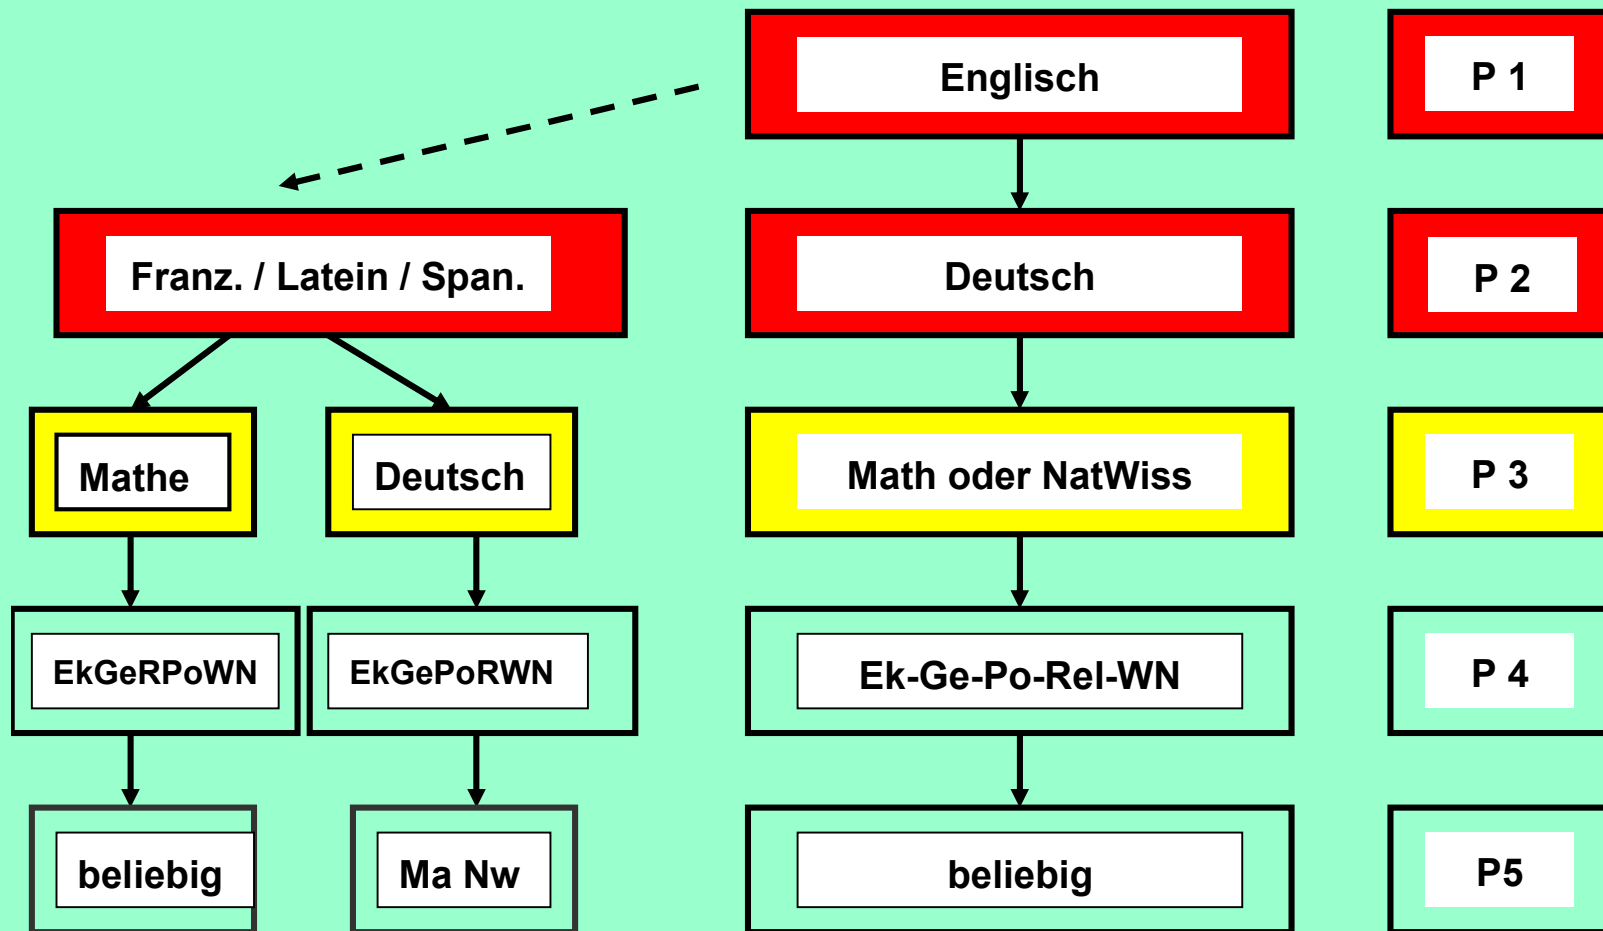 Englisch
P 1
Franz. / Latein / Span.
Deutsch
P 2
Mathe
Deutsch
Math oder NatWiss
P 3
EkGeRPoWN
EkGePoRWN
Ek-Ge-Po-Rel-WN
P 4
beliebig
Ma Nw
beliebig
P5